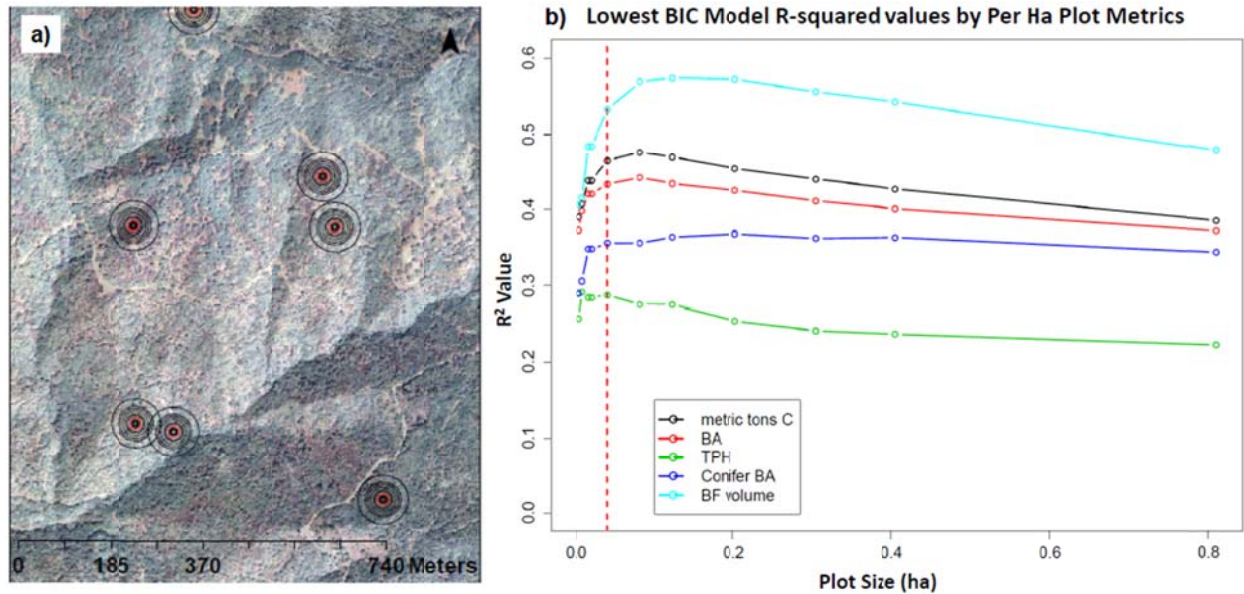 a)
0 185 370 740 Meters
b) Lowest BIC Model R-squared values by Per Ha Plot Metrics
R² Value
0.6
0.5
0.4
0.3
0.2
0.1
0.0
metric tons C
BA
TPH
Conifer BA
BF volume
0.0 0.2 0.4 0.6 0.8
Plot Size (ha)